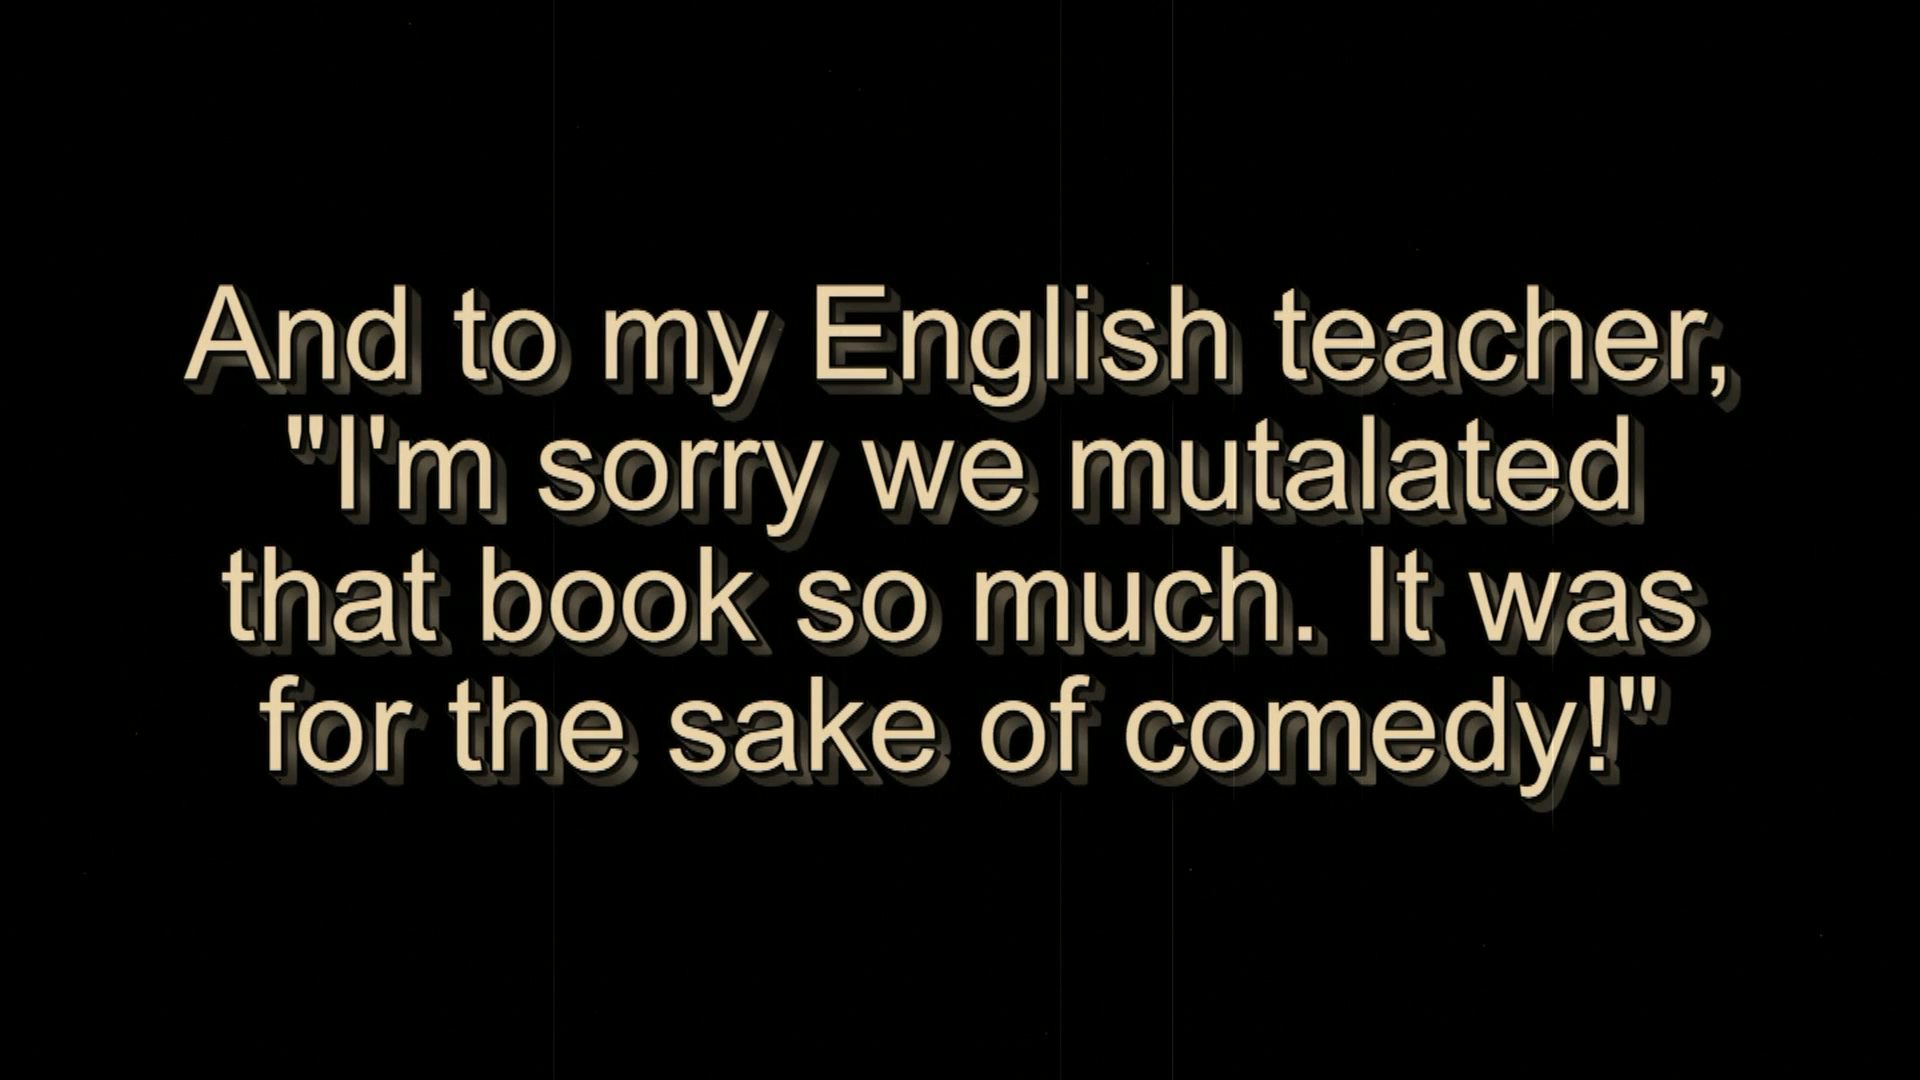 And to my English teacher,
"I'm sorry we mutalated
that book so much. It was
for the sake of comedy!"